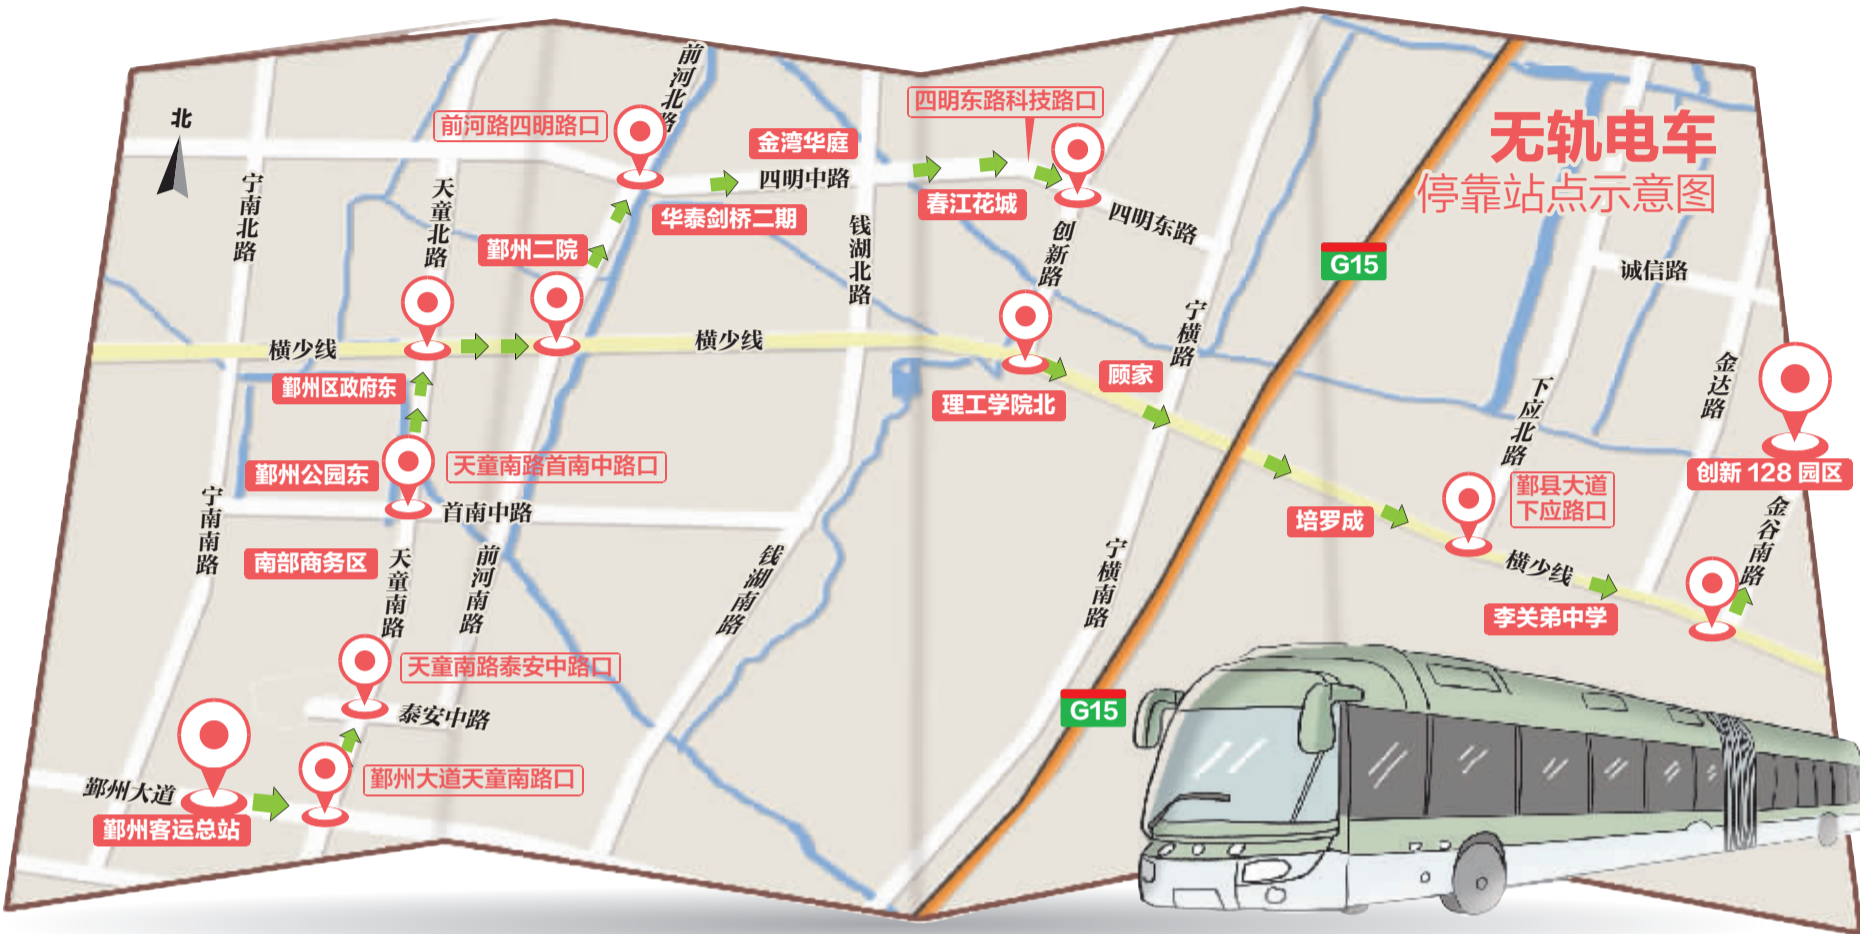 无轨电车
停靠站点示意图
北
前河北路
前河路四明路口
四明东路科技路口
金湾华庭
四明中路
华泰剑桥二期
春江花城
四明东路
宁南北路
天童北路
鄞州二院
钱湖北路
创新路
宁横路
G15
诚信路
横少线
横少线
鄞州区政府东
理工学院北
顾家
金达路
下应北路
创新 128 园区
鄞州公园东
天童南路首南中路口
首南中路
宁南南路
南部商务区
天童南路
前河南路
钱湖南路
宁横南路
培罗成
鄞县大道
下应路口
横少线
金谷南路
李关弟中学
天童南路泰安中路口
泰安中路
G15
鄞州大道
鄞州大道天童南路口
鄞州客运总站